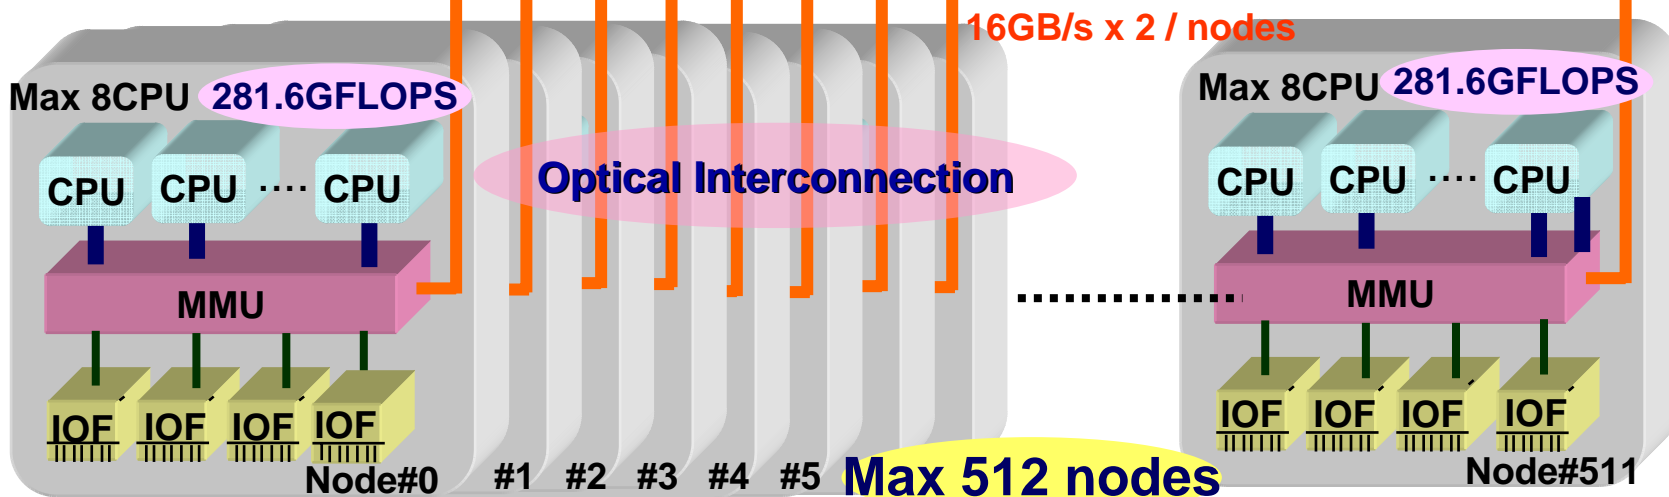 16GB/s x 2 / nodes
Max 8CPU 281.6GFLOPS
CPU CPU ···· CPU
MMU
IOF IOF IOF IOF
Node#0 #1 #2 #3 #4 #5
Optical Interconnection
Max 512 nodes
Max 8CPU 281.6GFLOPS
CPU CPU ···· CPU
MMU
IOF IOF IOF IOF
Node#511